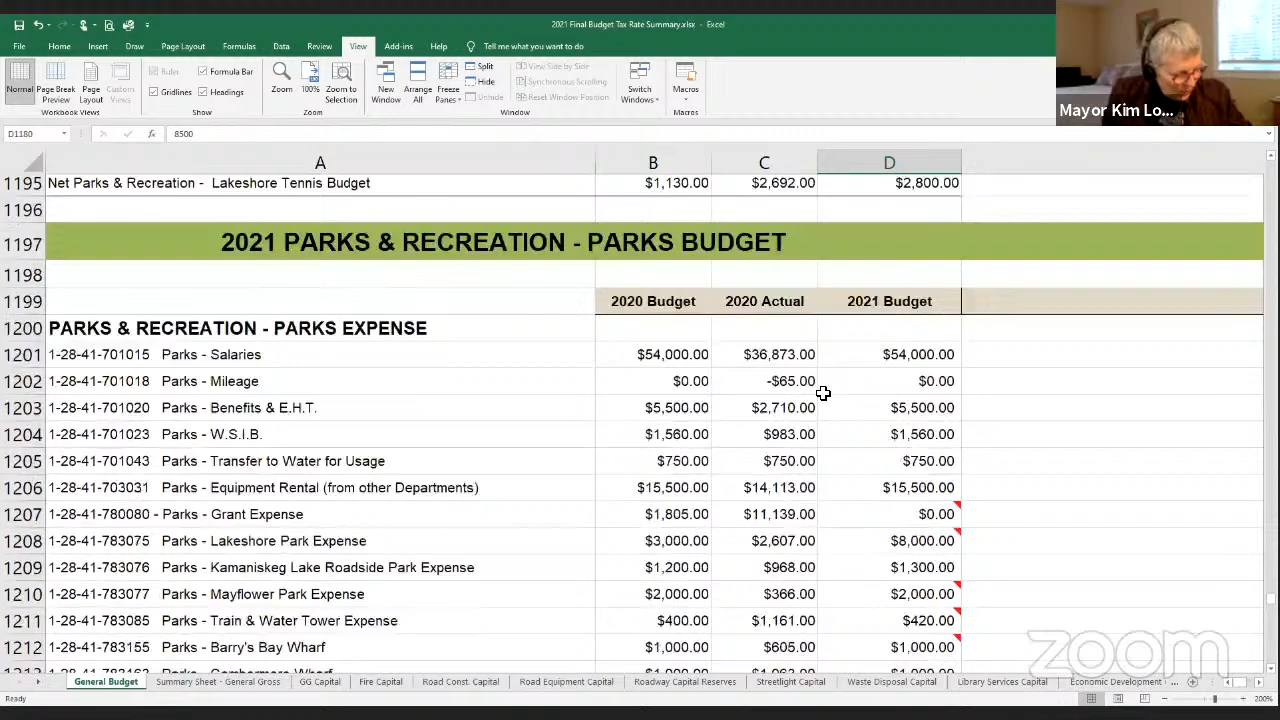 2021 Final Budget Tax Rate Summary.xlsx - Excel
File Home Insert Draw Page Layout Formulas Data Review View Add-ins Help Tell me what you want to do
Normal Page Break Preview Page Layout Custom Views Ruler Formula Bar Gridlines Headings Zoom 100% Zoom to Selection New Window Arrange All Freeze Panes Split Hide Unhide View Side by Side Synchronous Scrolling Reset Window Position Switch Windows Macros
Workbook Views Show Zoom Window Macros
Mayor Kim Lo...
D1180 fx 8500
A B C D
1195 Net Parks & Recreation - Lakeshore Tennis Budget $1,130.00 $2,692.00 $2,800.00
1196
1197 2021 PARKS & RECREATION - PARKS BUDGET
1198
1199 2020 Budget 2020 Actual 2021 Budget
1200 PARKS & RECREATION - PARKS EXPENSE
1201 1-28-41-701015 Parks - Salaries $54,000.00 $36,873.00 $54,000.00
1202 1-28-41-701018 Parks - Mileage $0.00 -$65.00 $0.00
1203 1-28-41-701020 Parks - Benefits & E.H.T. $5,500.00 $2,710.00 $5,500.00
1204 1-28-41-701023 Parks - W.S.I.B. $1,560.00 $983.00 $1,560.00
1205 1-28-41-701043 Parks - Transfer to Water for Usage $750.00 $750.00 $750.00
1206 1-28-41-703031 Parks - Equipment Rental (from other Departments) $15,500.00 $14,113.00 $15,500.00
1207 1-28-41-780080 - Parks - Grant Expense $1,805.00 $11,139.00 $0.00
1208 1-28-41-783075 Parks - Lakeshore Park Expense $3,000.00 $2,607.00 $8,000.00
1209 1-28-41-783076 Parks - Kamaniskeg Lake Roadside Park Expense $1,200.00 $968.00 $1,300.00
1210 1-28-41-783077 Parks - Mayflower Park Expense $2,000.00 $366.00 $2,000.00
1211 1-28-41-783085 Parks - Train & Water Tower Expense $400.00 $1,161.00 $420.00
1212 1-28-41-783155 Parks - Barry's Bay Wharf $1,000.00 $605.00 $1,000.00
zoom
General Budget Summary Sheet - General Gross GG Capital Fire Capital Road Const. Capital Road Equipment Capital Roadway Capital Reserves Streetlight Capital Waste Disposal Capital Library Services Capital Economic Development ...
Ready 200%